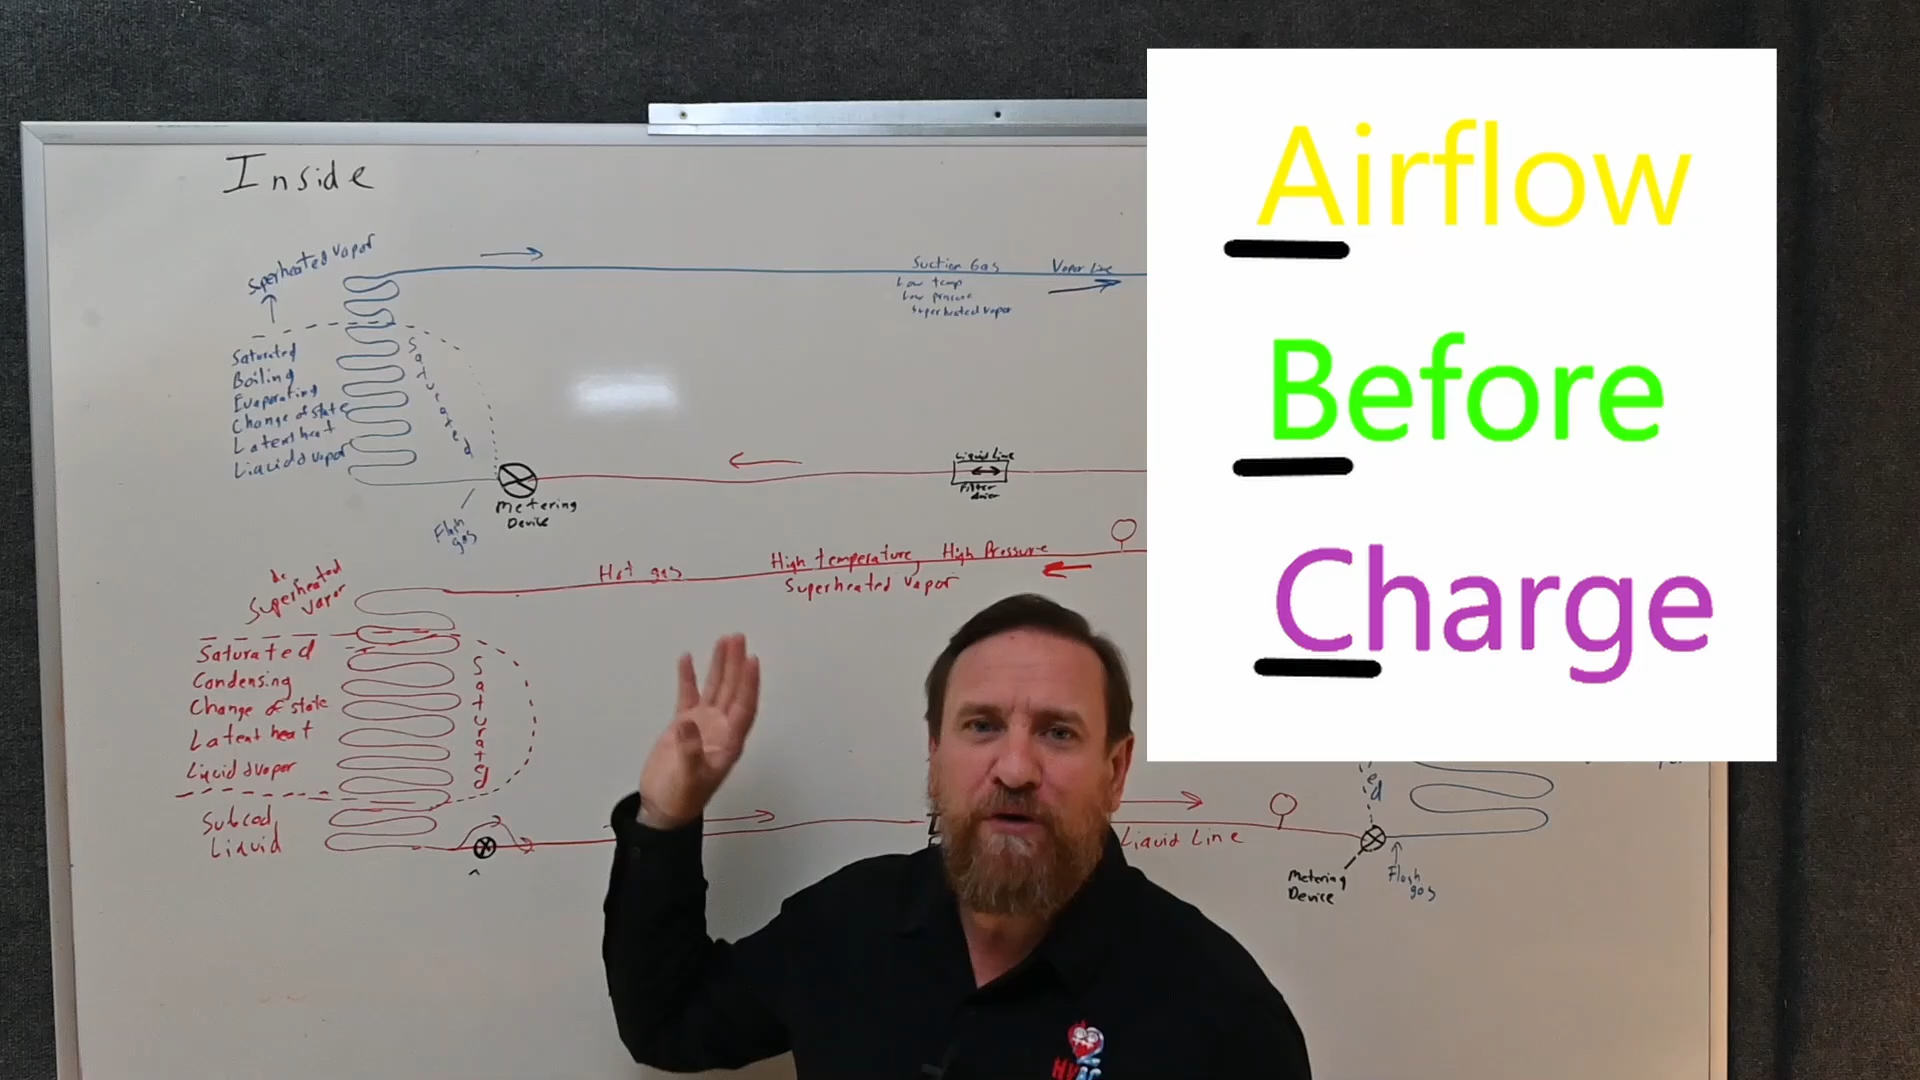 Inside
Superheated Vapor
Saturated
Boiling
Evaporating
Change of state
Latent heat
Liquid & vapor
Saturated
Suction Gas
Vapor Line
Low temp
Low pressure
Superheated vapor
Liquid Line
Filter drier
Metering
Device
Flash
gas
de
Superheated
vapor
Hot gas
High temperature, High Pressure
Superheated Vapor
Saturated
Condensing
Change of state
Latent heat
Liquid & vapor
Saturated
Subcool
Liquid
Liquid Line
Metering
Device
Flash
gas
Airflow
Before
Charge
HVAC